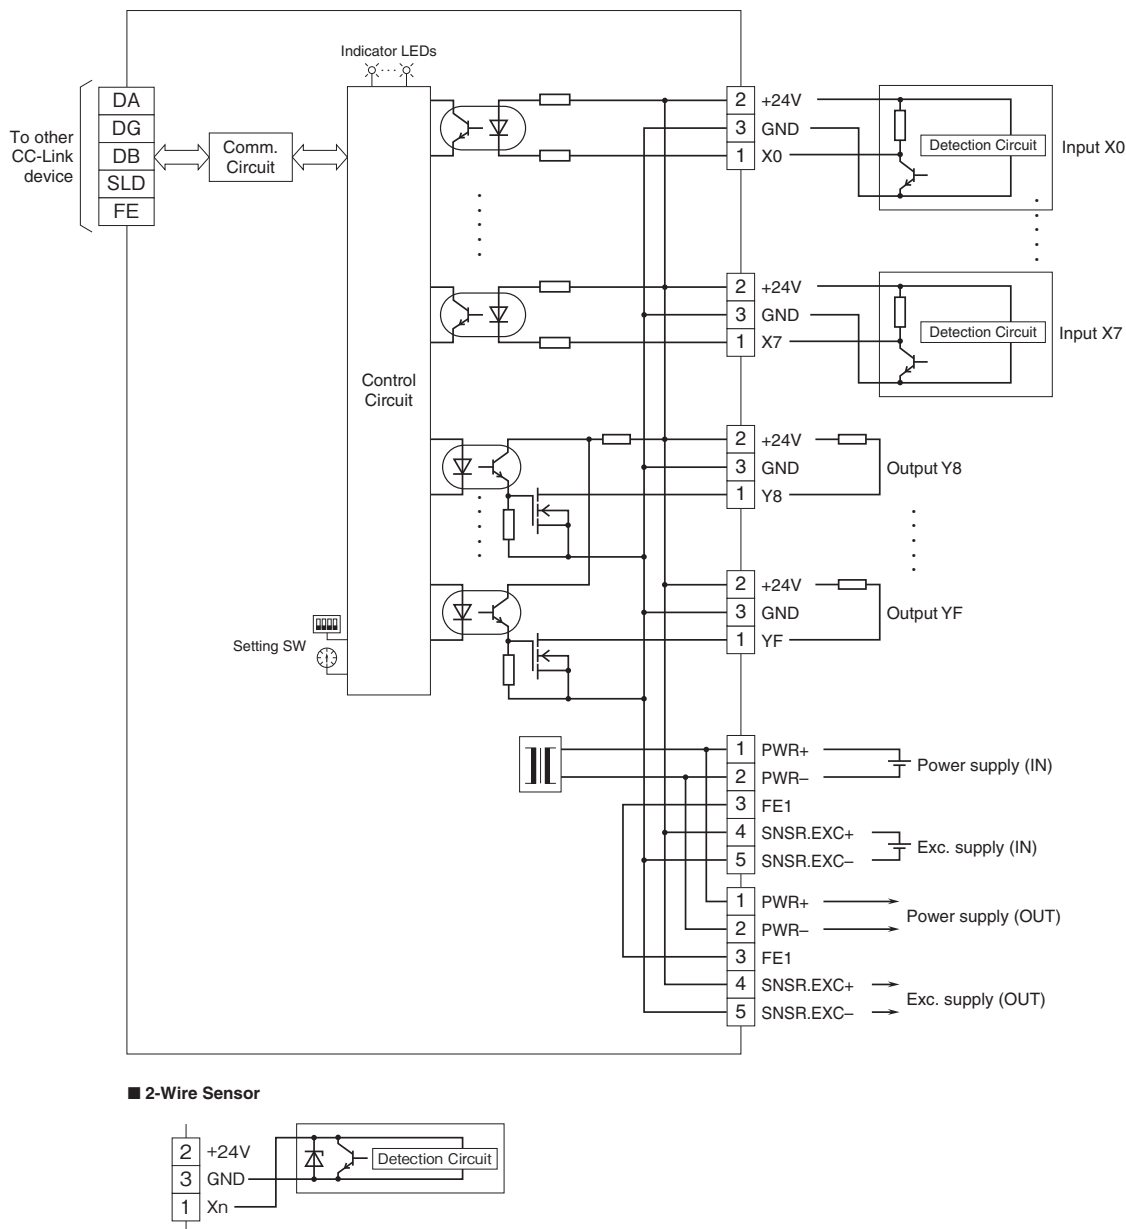 Indicator LEDs
To other
CC-Link
device
DA
DG
DB
SLD
FE
Comm.
Circuit
Control
Circuit
Setting SW
2 +24V
3 GND
1 X0
Detection Circuit
Input X0
2 +24V
3 GND
1 X7
Detection Circuit
Input X7
2 +24V
3 GND
1 Y8
Output Y8
2 +24V
3 GND
1 YF
Output YF
1 PWR+
2 PWR–
Power supply (IN)
3 FE1
4 SNSR.EXC+
5 SNSR.EXC–
Exc. supply (IN)
1 PWR+
2 PWR–
Power supply (OUT)
3 FE1
4 SNSR.EXC+
5 SNSR.EXC–
Exc. supply (OUT)
■ 2-Wire Sensor
2 +24V
3 GND
1 Xn
Detection Circuit